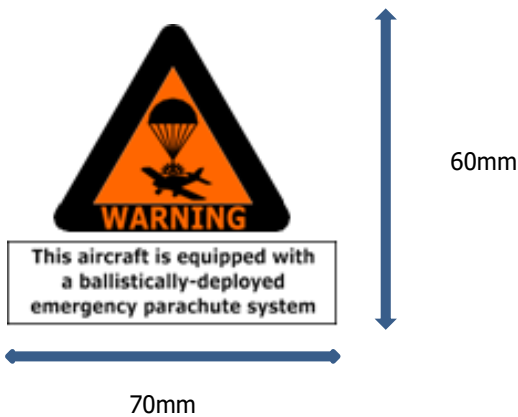 60mm
WARNING
This aircraft is equipped with
a ballistically-deployed
emergency parachute system
70mm